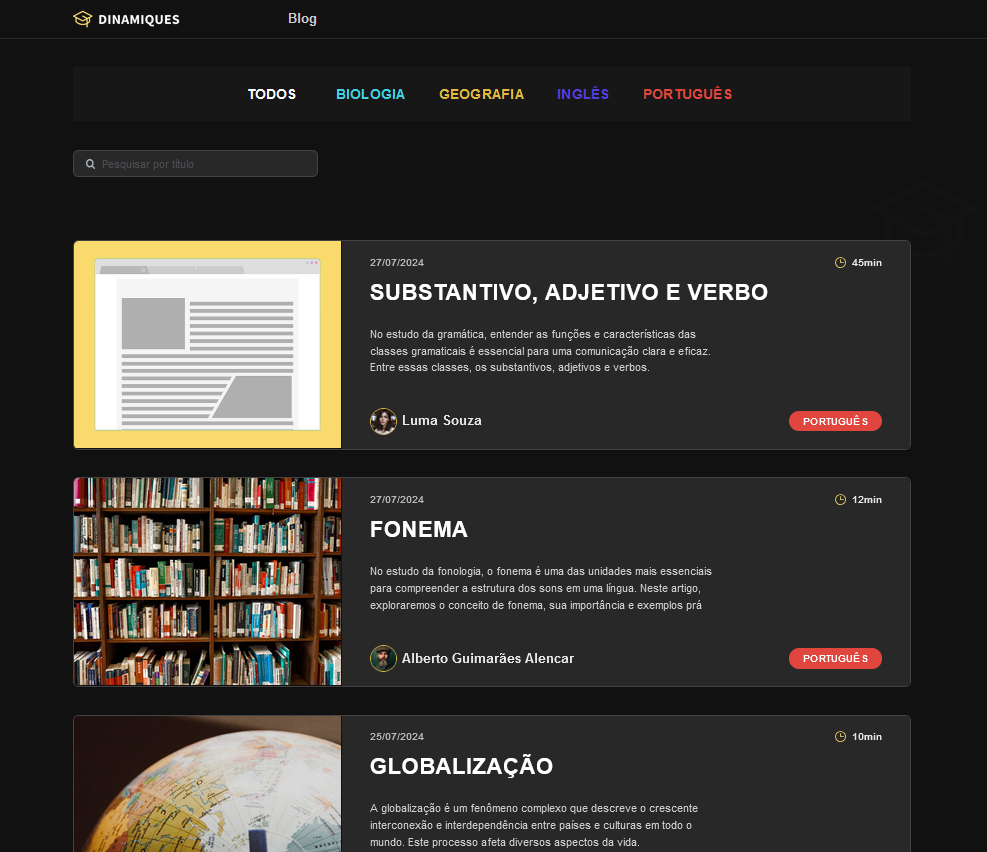 DINAMIQUES
Blog
TODOS BIOLOGIA GEOGRAFIA INGLÊS PORTUGUÊS
Pesquisar por título
27/07/2024
45min
SUBSTANTIVO, ADJETIVO E VERBO
No estudo da gramática, entender as funções e características das
classes gramaticais é essencial para uma comunicação clara e eficaz.
Entre essas classes, os substantivos, adjetivos e verbos.
Luma Souza
PORTUGUÊS
27/07/2024
12min
FONEMA
No estudo da fonologia, o fonema é uma das unidades mais essenciais
para compreender a estrutura dos sons em uma língua. Neste artigo,
exploraremos o conceito de fonema, sua importância e exemplos prá
Alberto Guimarães Alencar
PORTUGUÊS
25/07/2024
10min
GLOBALIZAÇÃO
A globalização é um fenômeno complexo que descreve o crescente
interconexão e interdependência entre países e culturas em todo o
mundo. Este processo afeta diversos aspectos da vida.